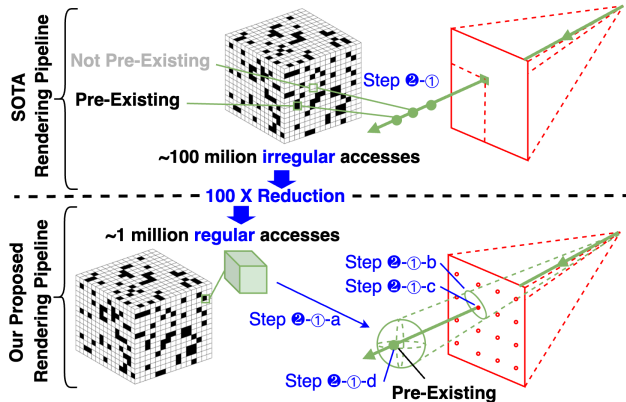 SOTA
Rendering Pipeline
Not Pre-Existing
Pre-Existing
Step ❷-①
~100 milion irregular accesses
100 X Reduction
Our Proposed
Rendering Pipeline
~1 million regular accesses
Step ❷-①-a
Step ❷-①-b
Step ❷-①-c
Step ❷-①-d
Pre-Existing